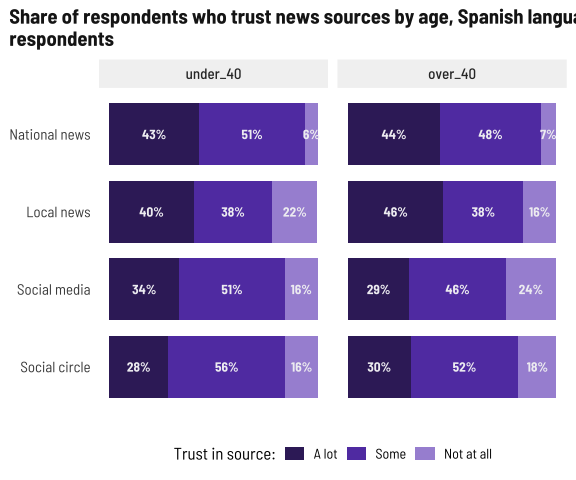 Share of respondents who trust news sources by age, Spanish
respondents
under_40 over_40
National news 43% 51% 6% 44% 48% 7%
Local news 40% 38% 22% 46% 38% 16%
Social media 34% 51% 16% 29% 46% 24%
Social circle 28% 56% 16% 30% 52% 18%
Trust in source: A lot Some Not at all